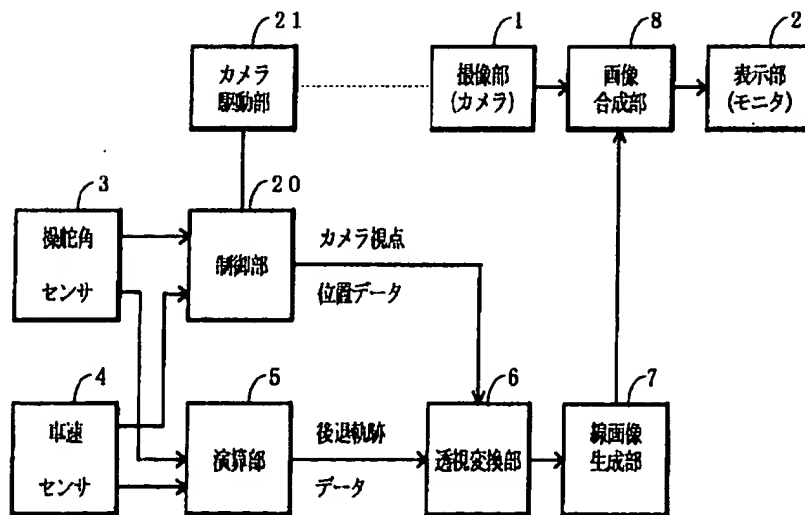 21
1
8
2
カメラ
駆動部
撮像部
(カメラ)
画像
合成部
表示部
(モニタ)
3
20
操舵角
センサ
制御部
カメラ視点
位置データ
4
5
6
7
車速
センサ
演算部
後退軌跡
データ
透視変換部
線画像
生成部